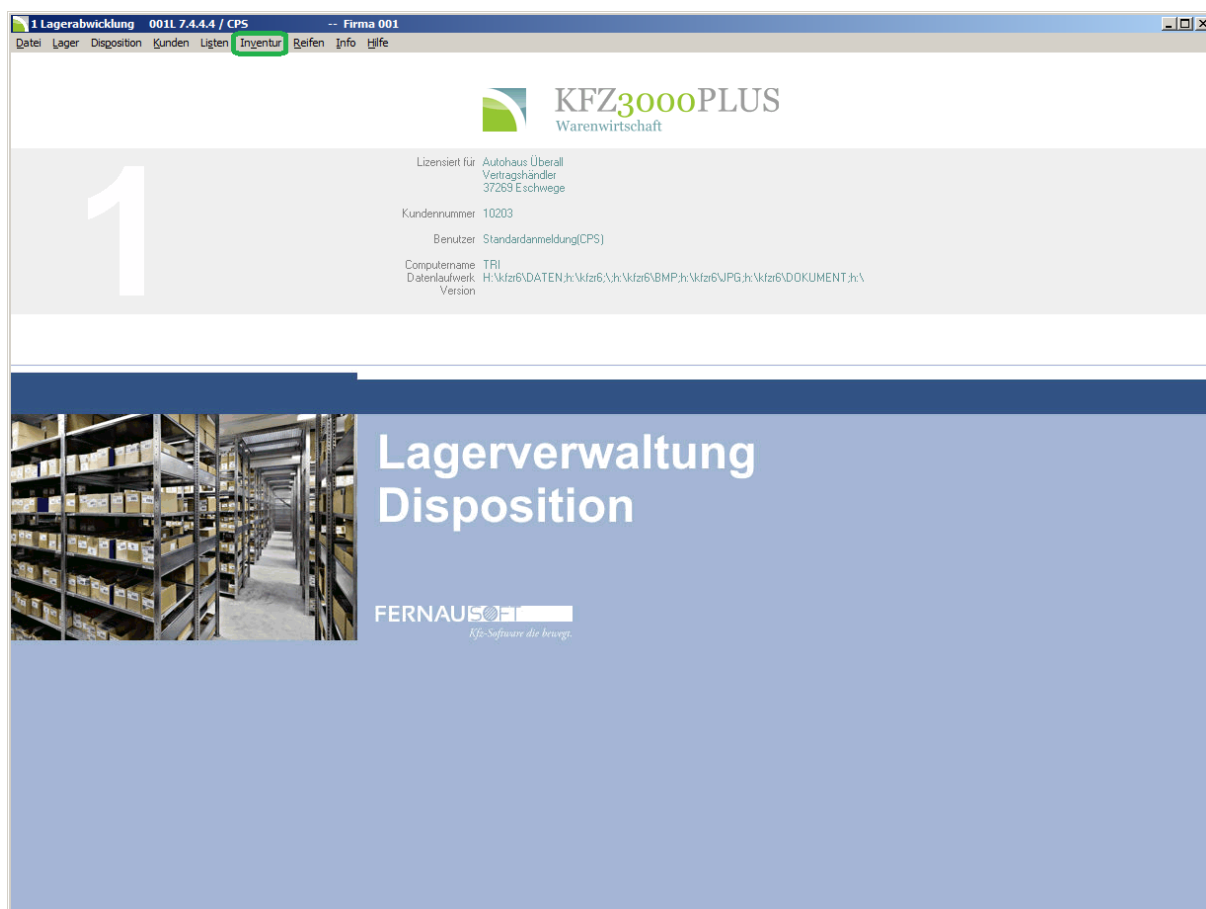 1 Lagerabwicklung 001L 7.4.4.4 / CPS -- Firma 001
Datei Lager Disposition Kunden Listen Inventur Reifen Info Hilfe
KFZ3000PLUS
Warenwirtschaft
1
Lizensiert für Autohaus Überall
Vertragshändler
37269 Eschwege
Kundennummer 10203
Benutzer Standardanmeldung(CPS)
Computername TRI
Datenlaufwerk H:\kfzr6\DATEN;h:\kfzr6;\;h:\kfzr6\BMP;h:\kfzr6\JPG;h:\kfzr6\DOKUMENT;h:\
Version
Lagerverwaltung
Disposition
FERNAUSOFT
Kfz-Software die bewegt.